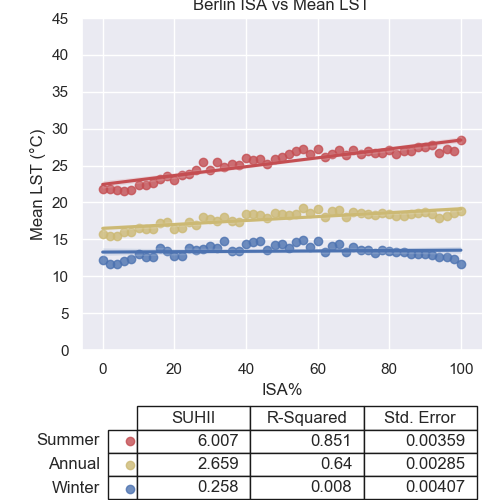 Berlin ISA vs Mean LST
45
40
35
30
25
20
15
10
5
0
Mean LST (°C)
0 20 40 60 80 100
ISA%
SUHII R-Squared Std. Error
Summer 6.007 0.851 0.00359
Annual 2.659 0.64 0.00285
Winter 0.258 0.008 0.00407